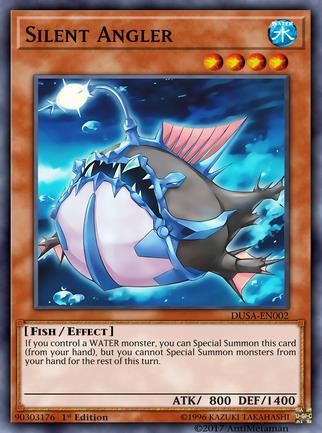 Silent Angler
WATER
水
DUSA-EN002
[Fish / Effect]
If you control a WATER monster, you can Special Summon this
card (from your hand), but you cannot Special Summon monsters from
your hand for the rest of this turn.
ATK/ 800 DEF/1400
90303176 1st Edition ©1996 KAZUKI TAKAHASHI
©2017 AntiMetaman